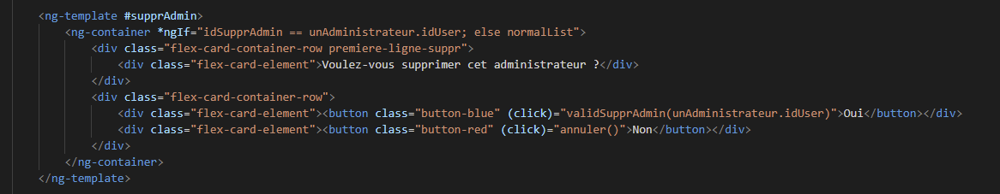 <ng-template #supprAdmin>
<ng-container *ngIf="idSupprAdmin == unAdministrateur.idUser; else normalList">
<div class="flex-card-container-row premiere-ligne-suppr">
<div class="flex-card-element">Voulez-vous supprimer cet administrateur ?</div>
</div>
<div class="flex-card-container-row">
<div class="flex-card-element"><button class="button-blue" (click)="validSupprAdmin(unAdministrateur.idUser)">Oui</button></div>
<div class="flex-card-element"><button class="button-red" (click)="annuler()">Non</button></div>
</div>
</ng-container>
</ng-template>